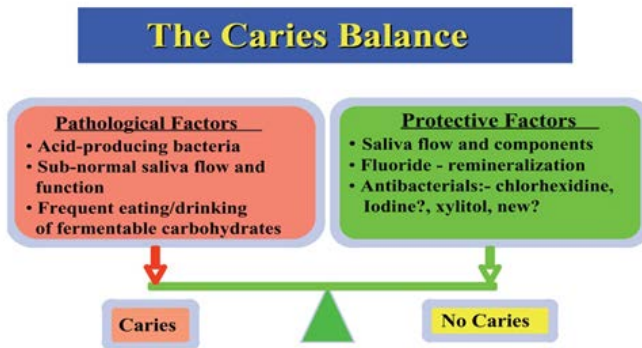 The Caries Balance
Pathological Factors
• Acid-producing bacteria
• Sub-normal saliva flow and
function
• Frequent eating/drinking
of fermentable carbohydrates
Protective Factors
• Saliva flow and components
• Fluoride - remineralization
• Antibacterials:- chlorhexidine,
Iodine?, xylitol, new?
Caries
No Caries